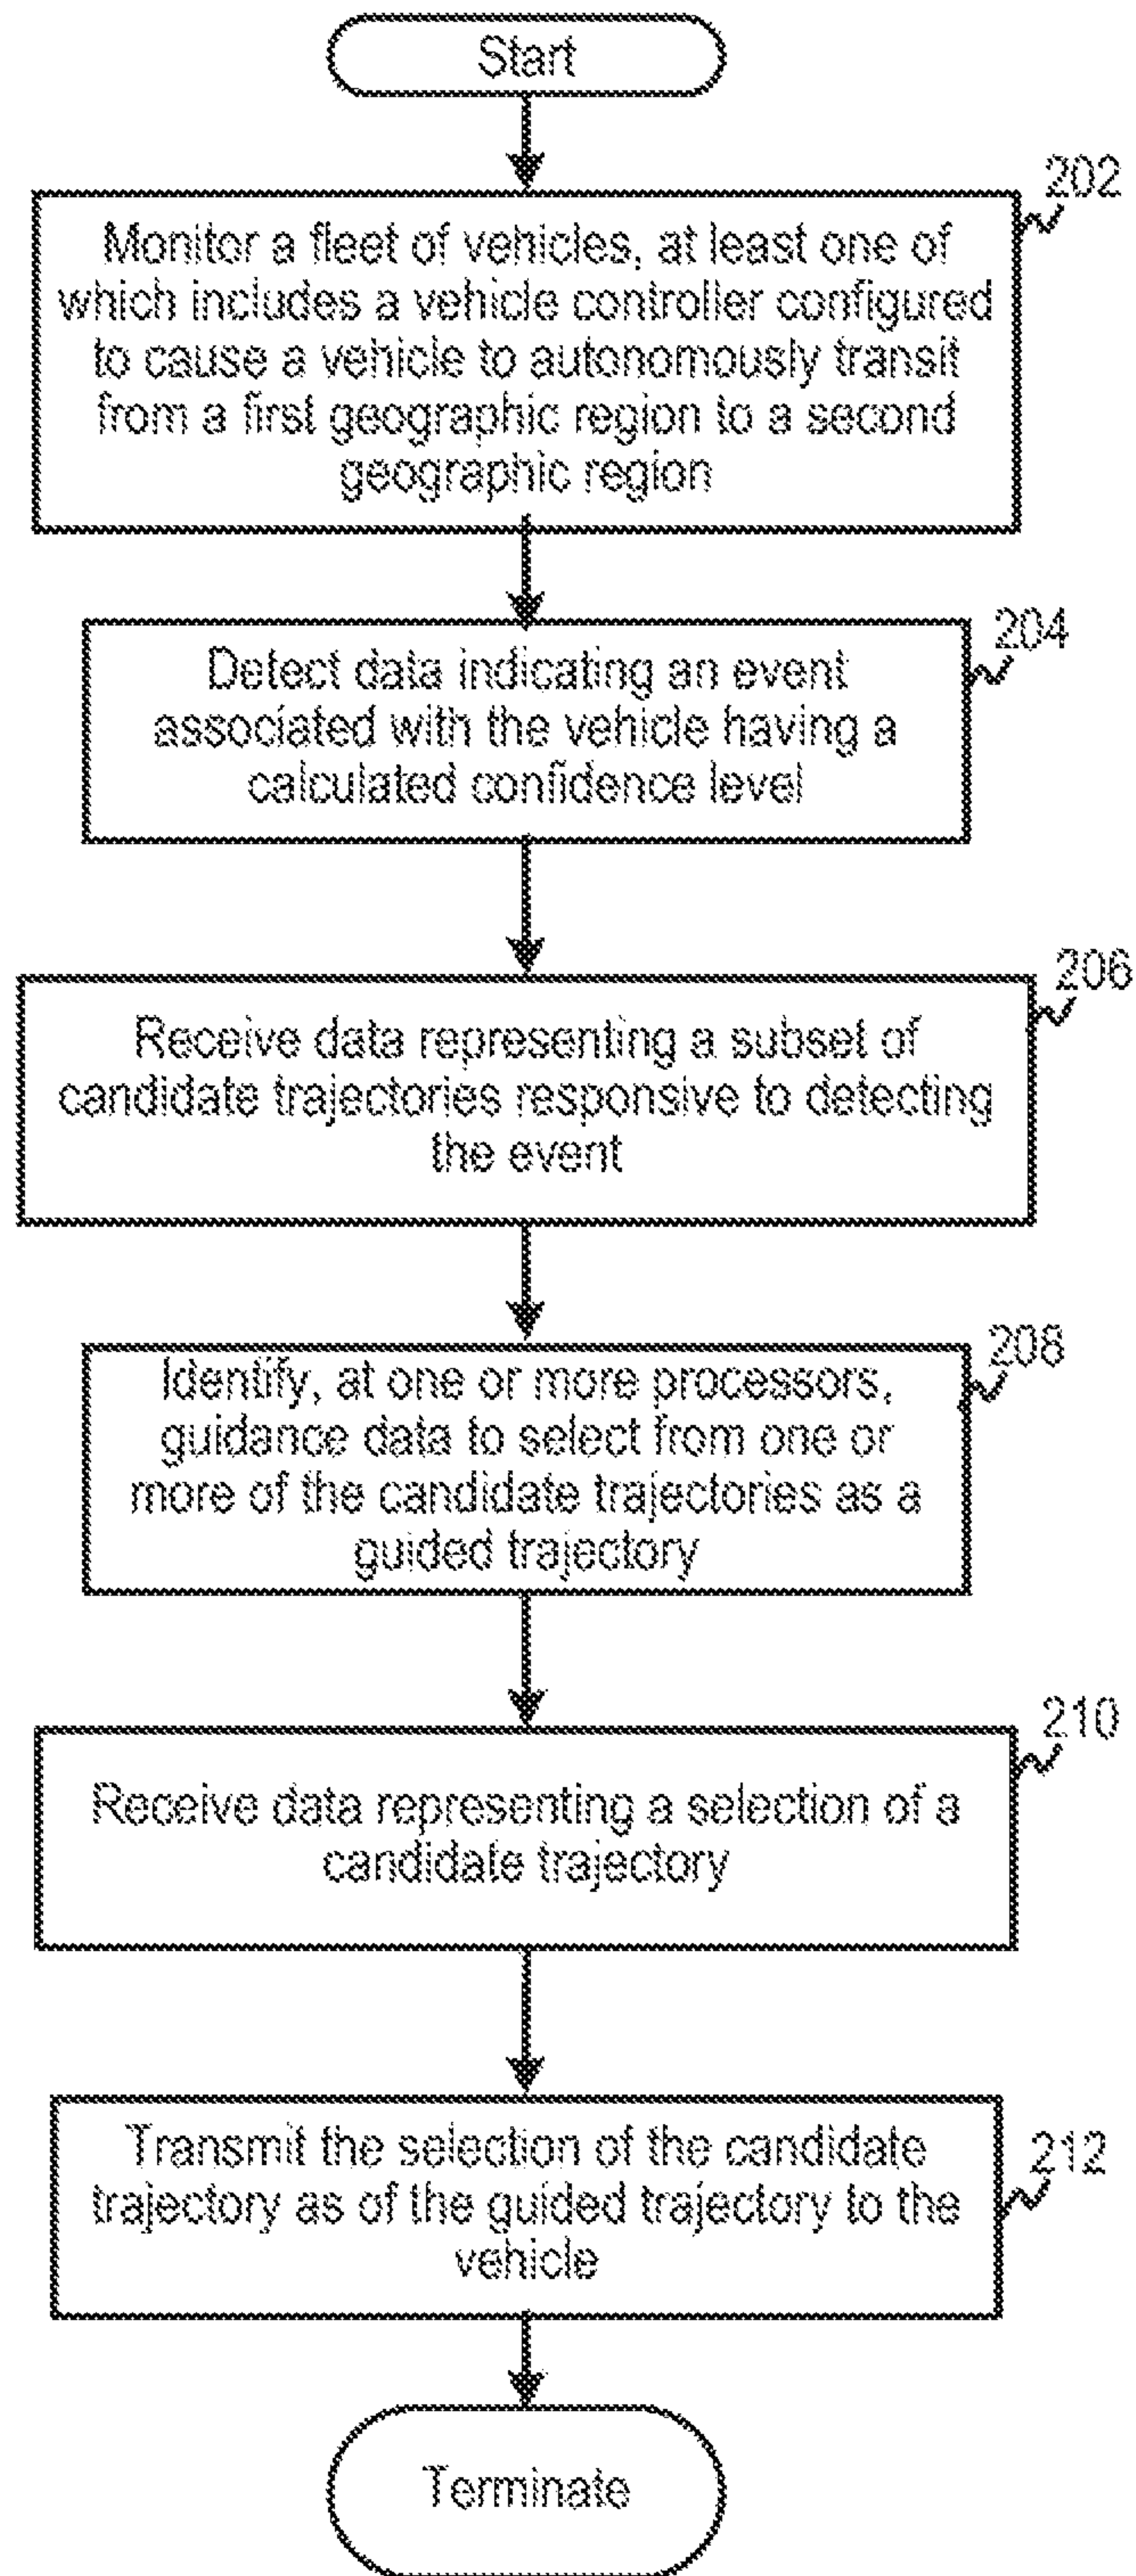 Start
202
Monitor a fleet of vehicles, at least one of
which includes a vehicle controller configured
to cause a vehicle to autonomously transit
from a first geographic region to a second
geographic region
204
Detect data indicating an event
associated with the vehicle having a
calculated confidence level
206
Receive data representing a subset of
candidate trajectories responsive to detecting
the event
208
Identify, at one or more processors,
guidance data to select from one or
more of the candidate trajectories as a
guided trajectory
210
Receive data representing a selection of a
candidate trajectory
212
Transmit the selection of the candidate
trajectory as of the guided trajectory to the
vehicle
Terminate